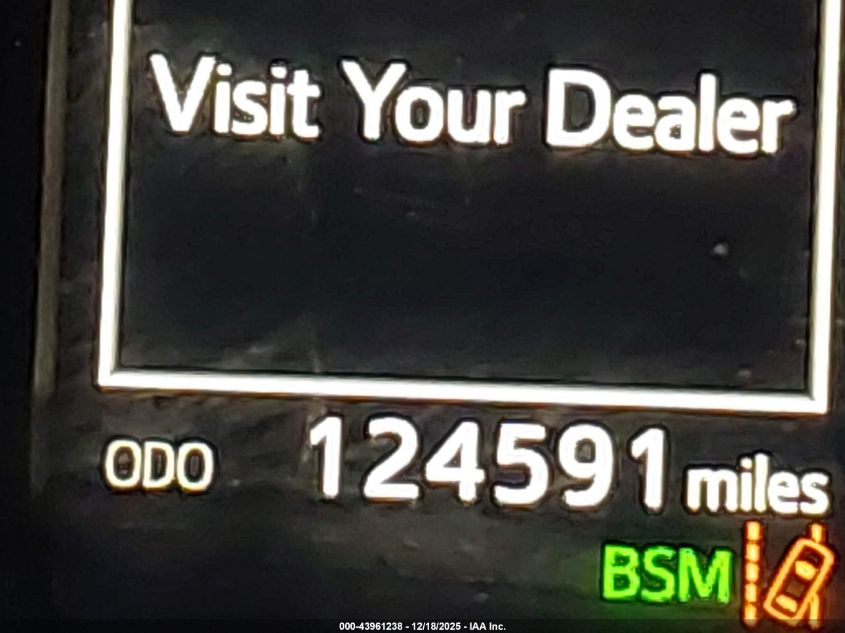 Visit Your Dealer
ODO 124591 miles
BSM
000-43961238 - 12/18/2025 - IAA Inc.